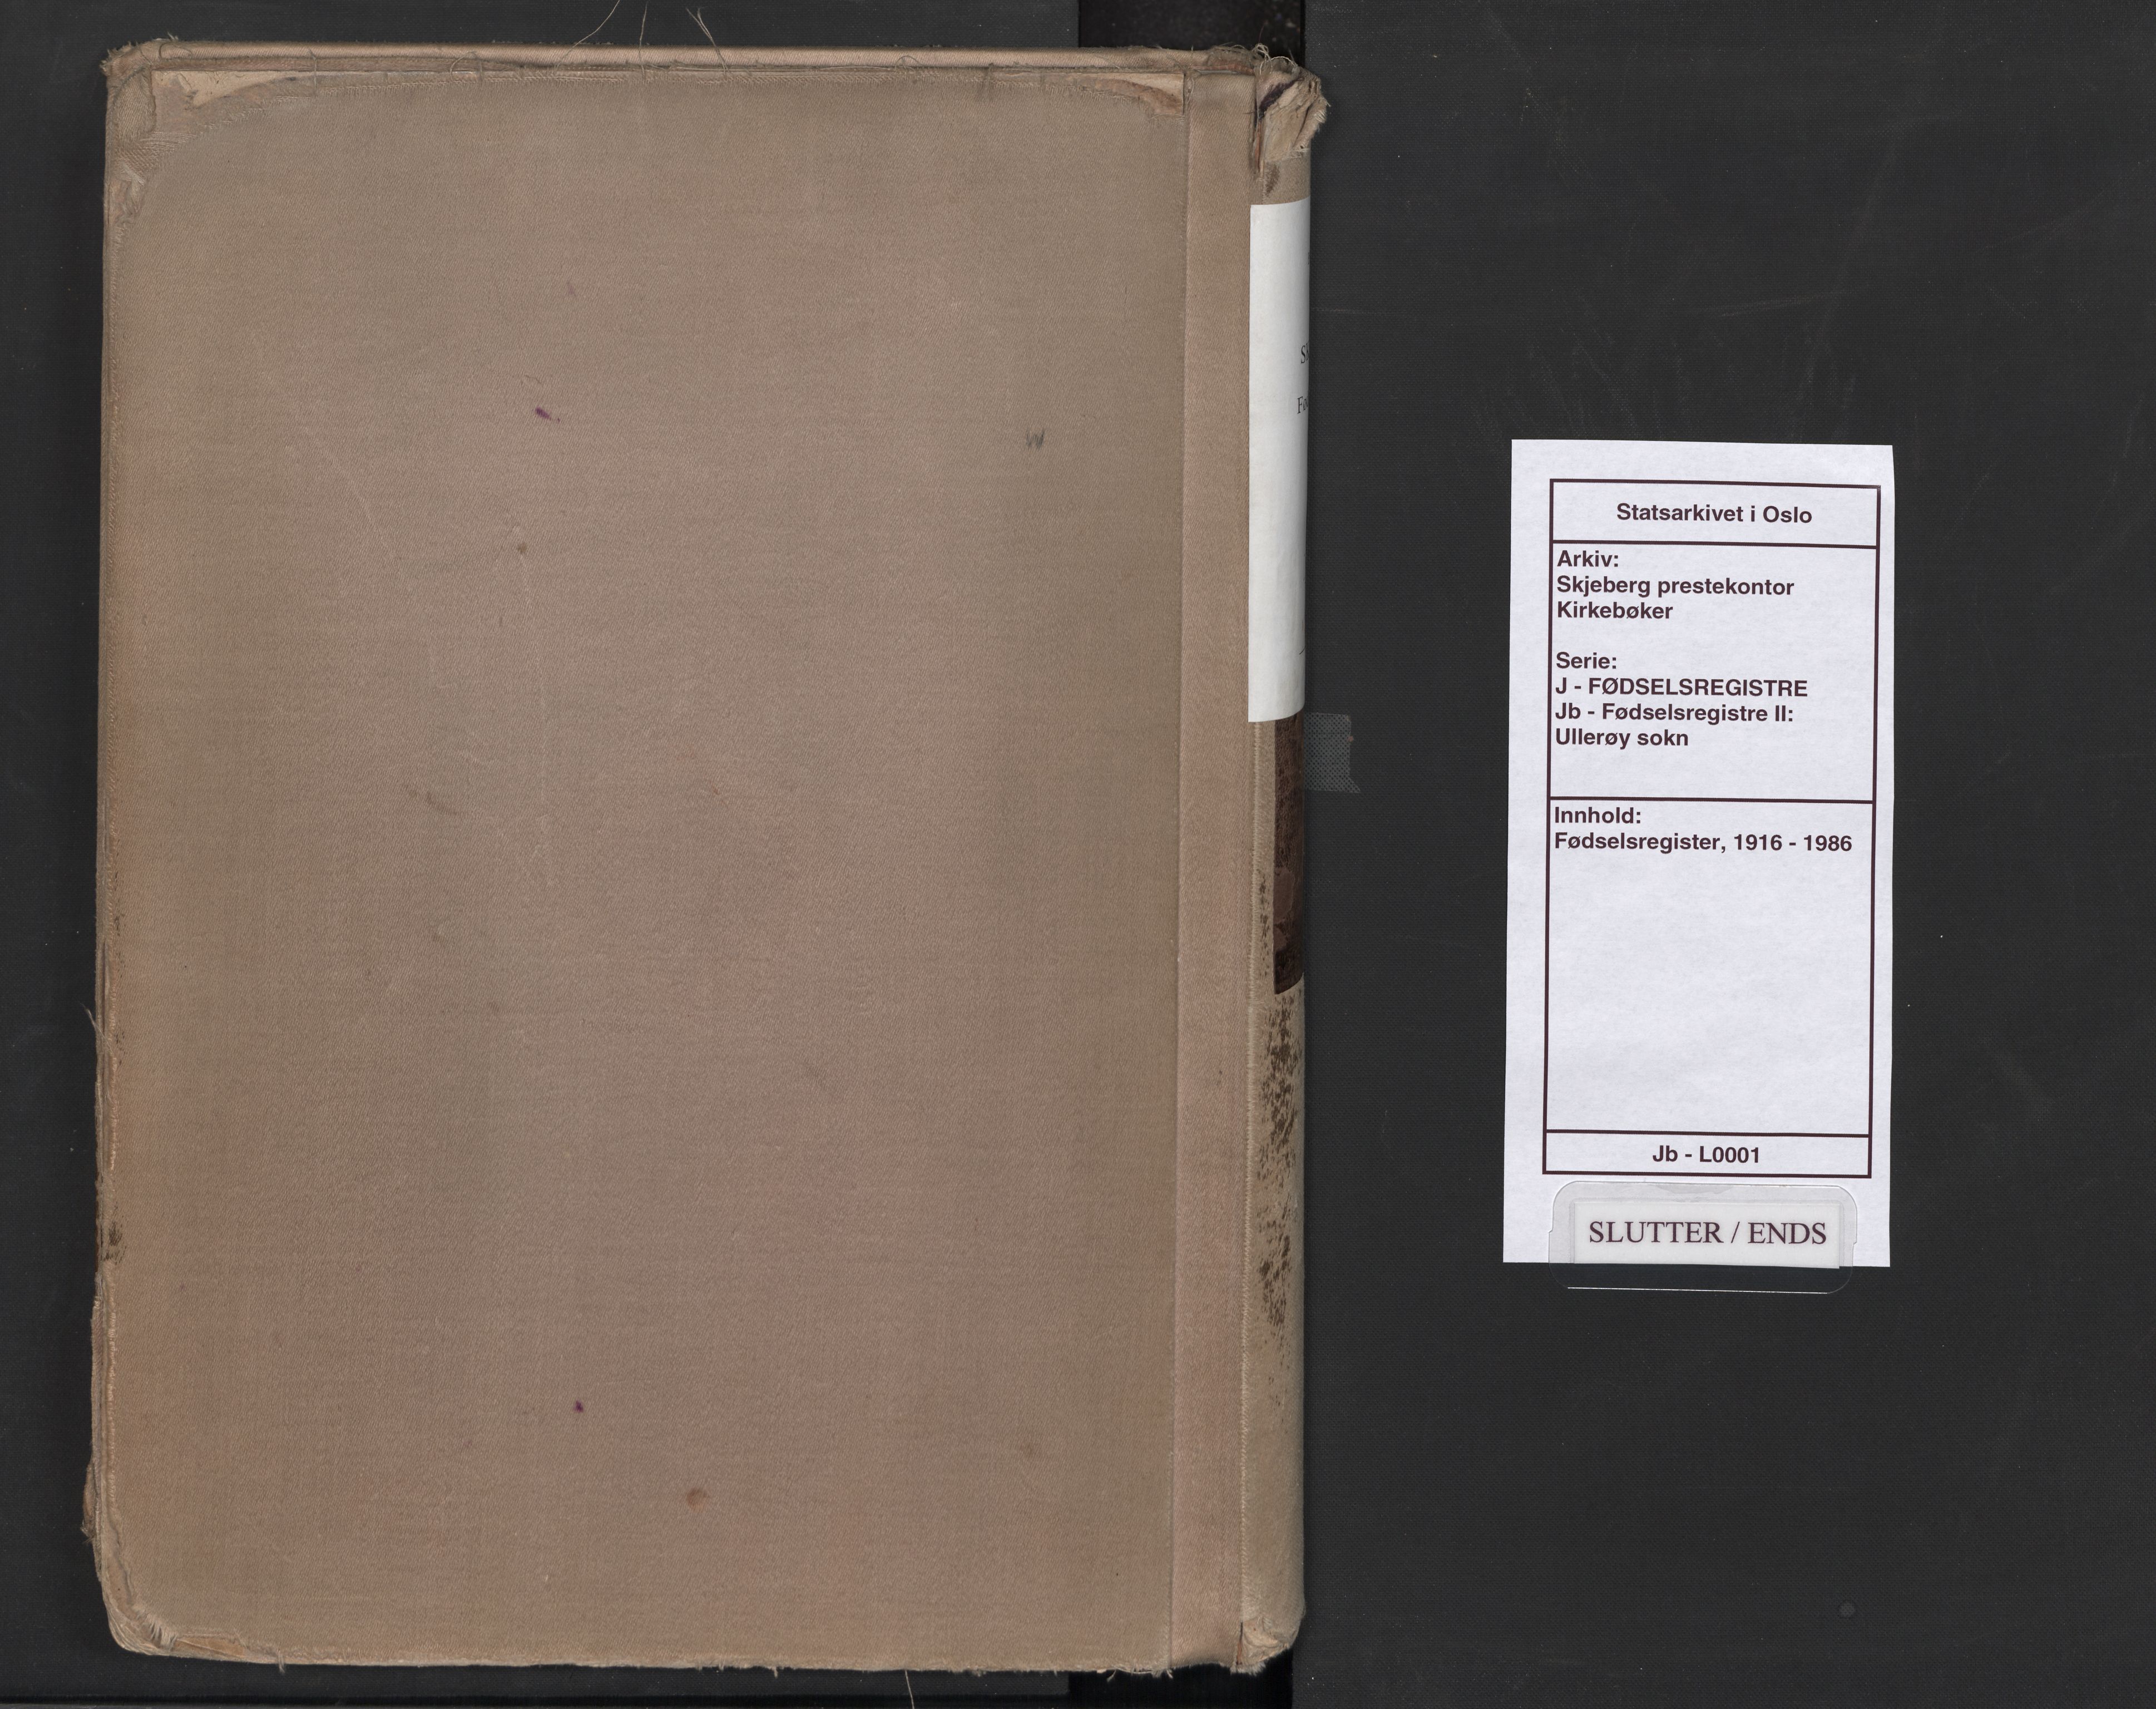 Statsarkivet i Oslo
Arkiv:
Skjeberg prestekontor
Kirkebøker
Serie:
J - FØDSELSREGISTRE
Jb - Fødselsregistre II:
Ullerøy sokn
Innhold:
Fødselsregister, 1916 - 1986
Jb - L0001
SLUTTER / ENDS